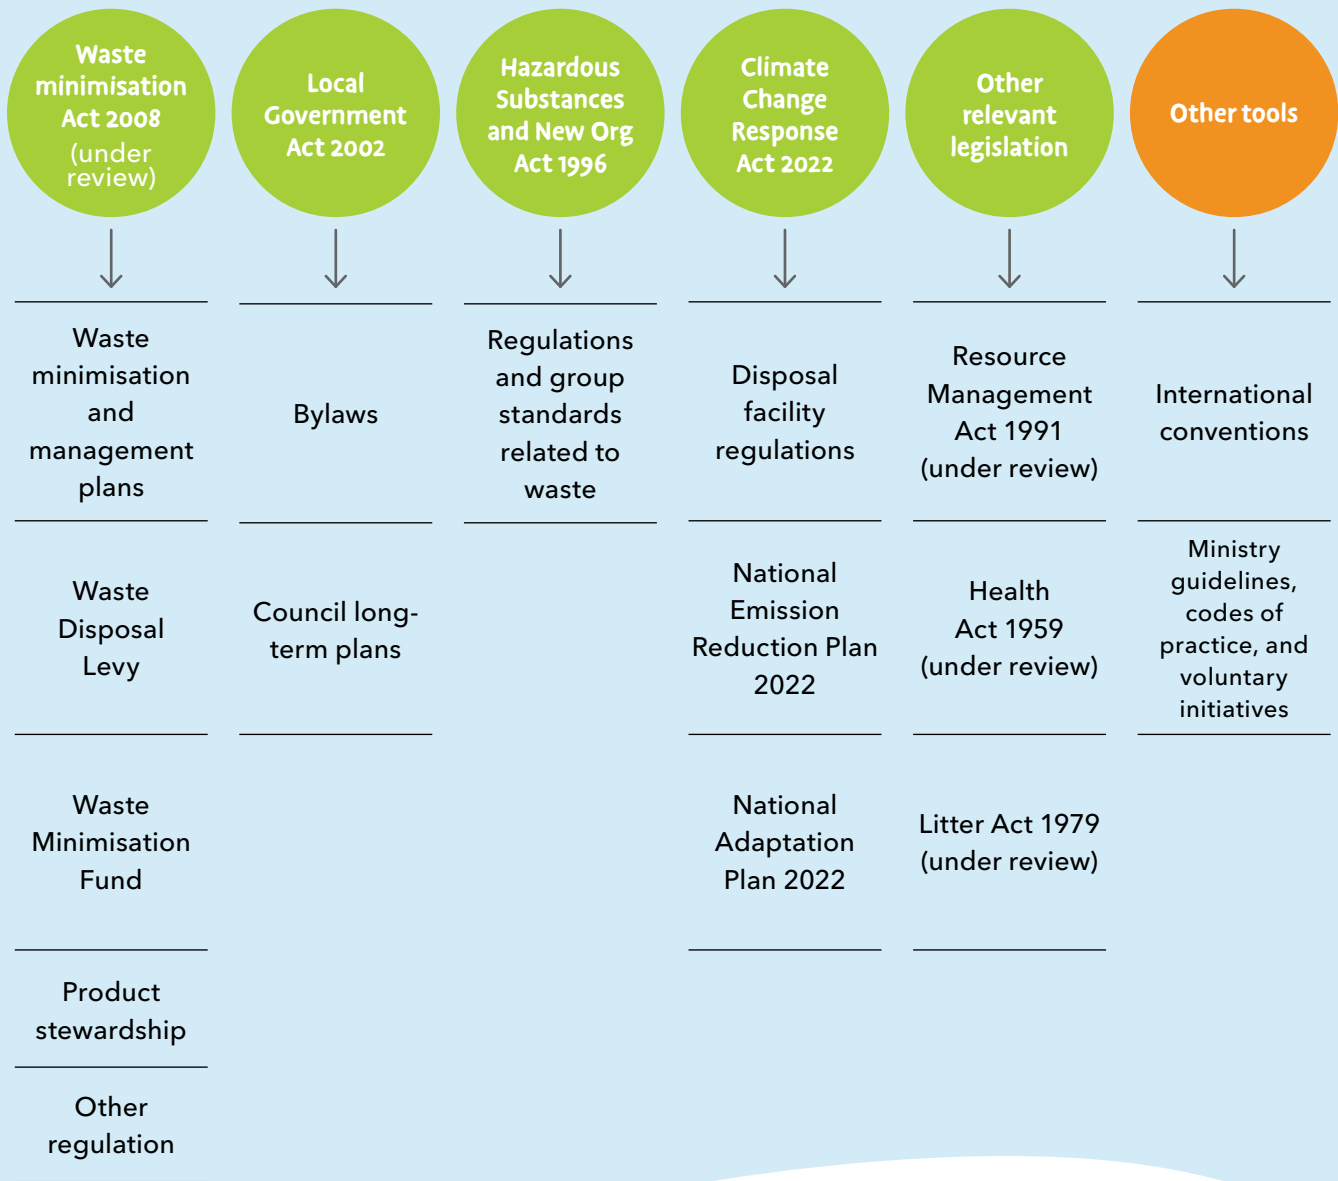 Waste
minimisation
Act 2008
(under
review)
Local
Government
Act 2002
Hazardous
Substances
and New Org
Act 1996
Climate
Change
Response
Act 2022
Other
relevant
legislation
Other tools
Waste
minimisation
and
management
plans
Waste
Disposal
Levy
Waste
Minimisation
Fund
Product
stewardship
Other
regulation
Bylaws
Council long-
term plans
Regulations
and group
standards
related to
waste
Disposal
facility
regulations
National
Emission
Reduction Plan
2022
National
Adaptation
Plan 2022
Resource
Management
Act 1991
(under review)
Health
Act 1959
(under review)
Litter Act 1979
(under review)
International
conventions
Ministry
guidelines,
codes of
practice, and
voluntary
initiatives